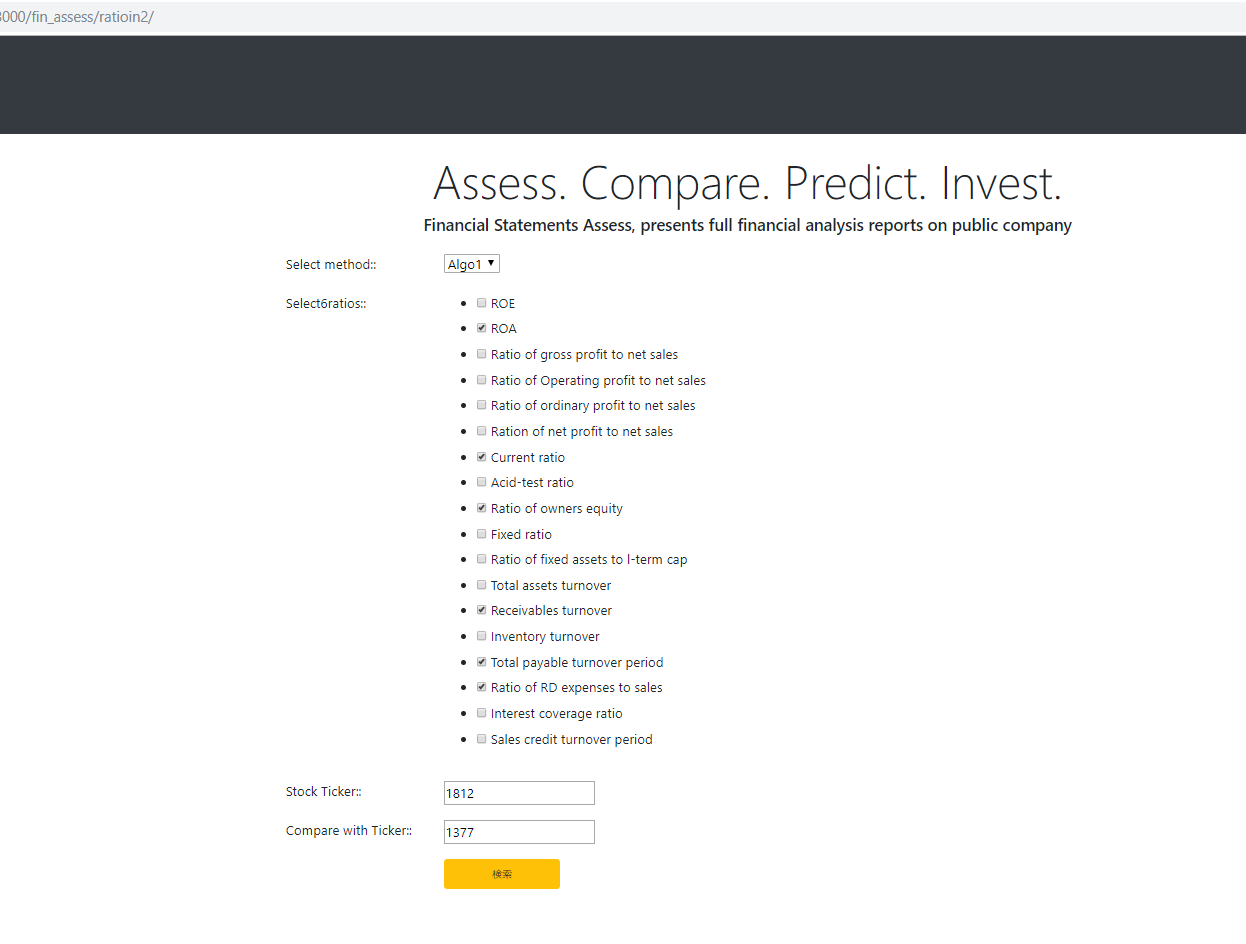 000/fin_assess/ratioin2/
Assess. Compare. Predict. Invest.
Financial Statements Assess, presents full financial analysis reports on public company
Select method::
Algo1
Select6ratios::
ROE
ROA
Ratio of gross profit to net sales
Ratio of Operating profit to net sales
Ratio of ordinary profit to net sales
Ration of net profit to net sales
Current ratio
Acid-test ratio
Ratio of owners equity
Fixed ratio
Ratio of fixed assets to l-term cap
Total assets turnover
Receivables turnover
Inventory turnover
Total payable turnover period
Ratio of RD expenses to sales
Interest coverage ratio
Sales credit turnover period
Stock Ticker::
1812
Compare with Ticker::
1377
検索